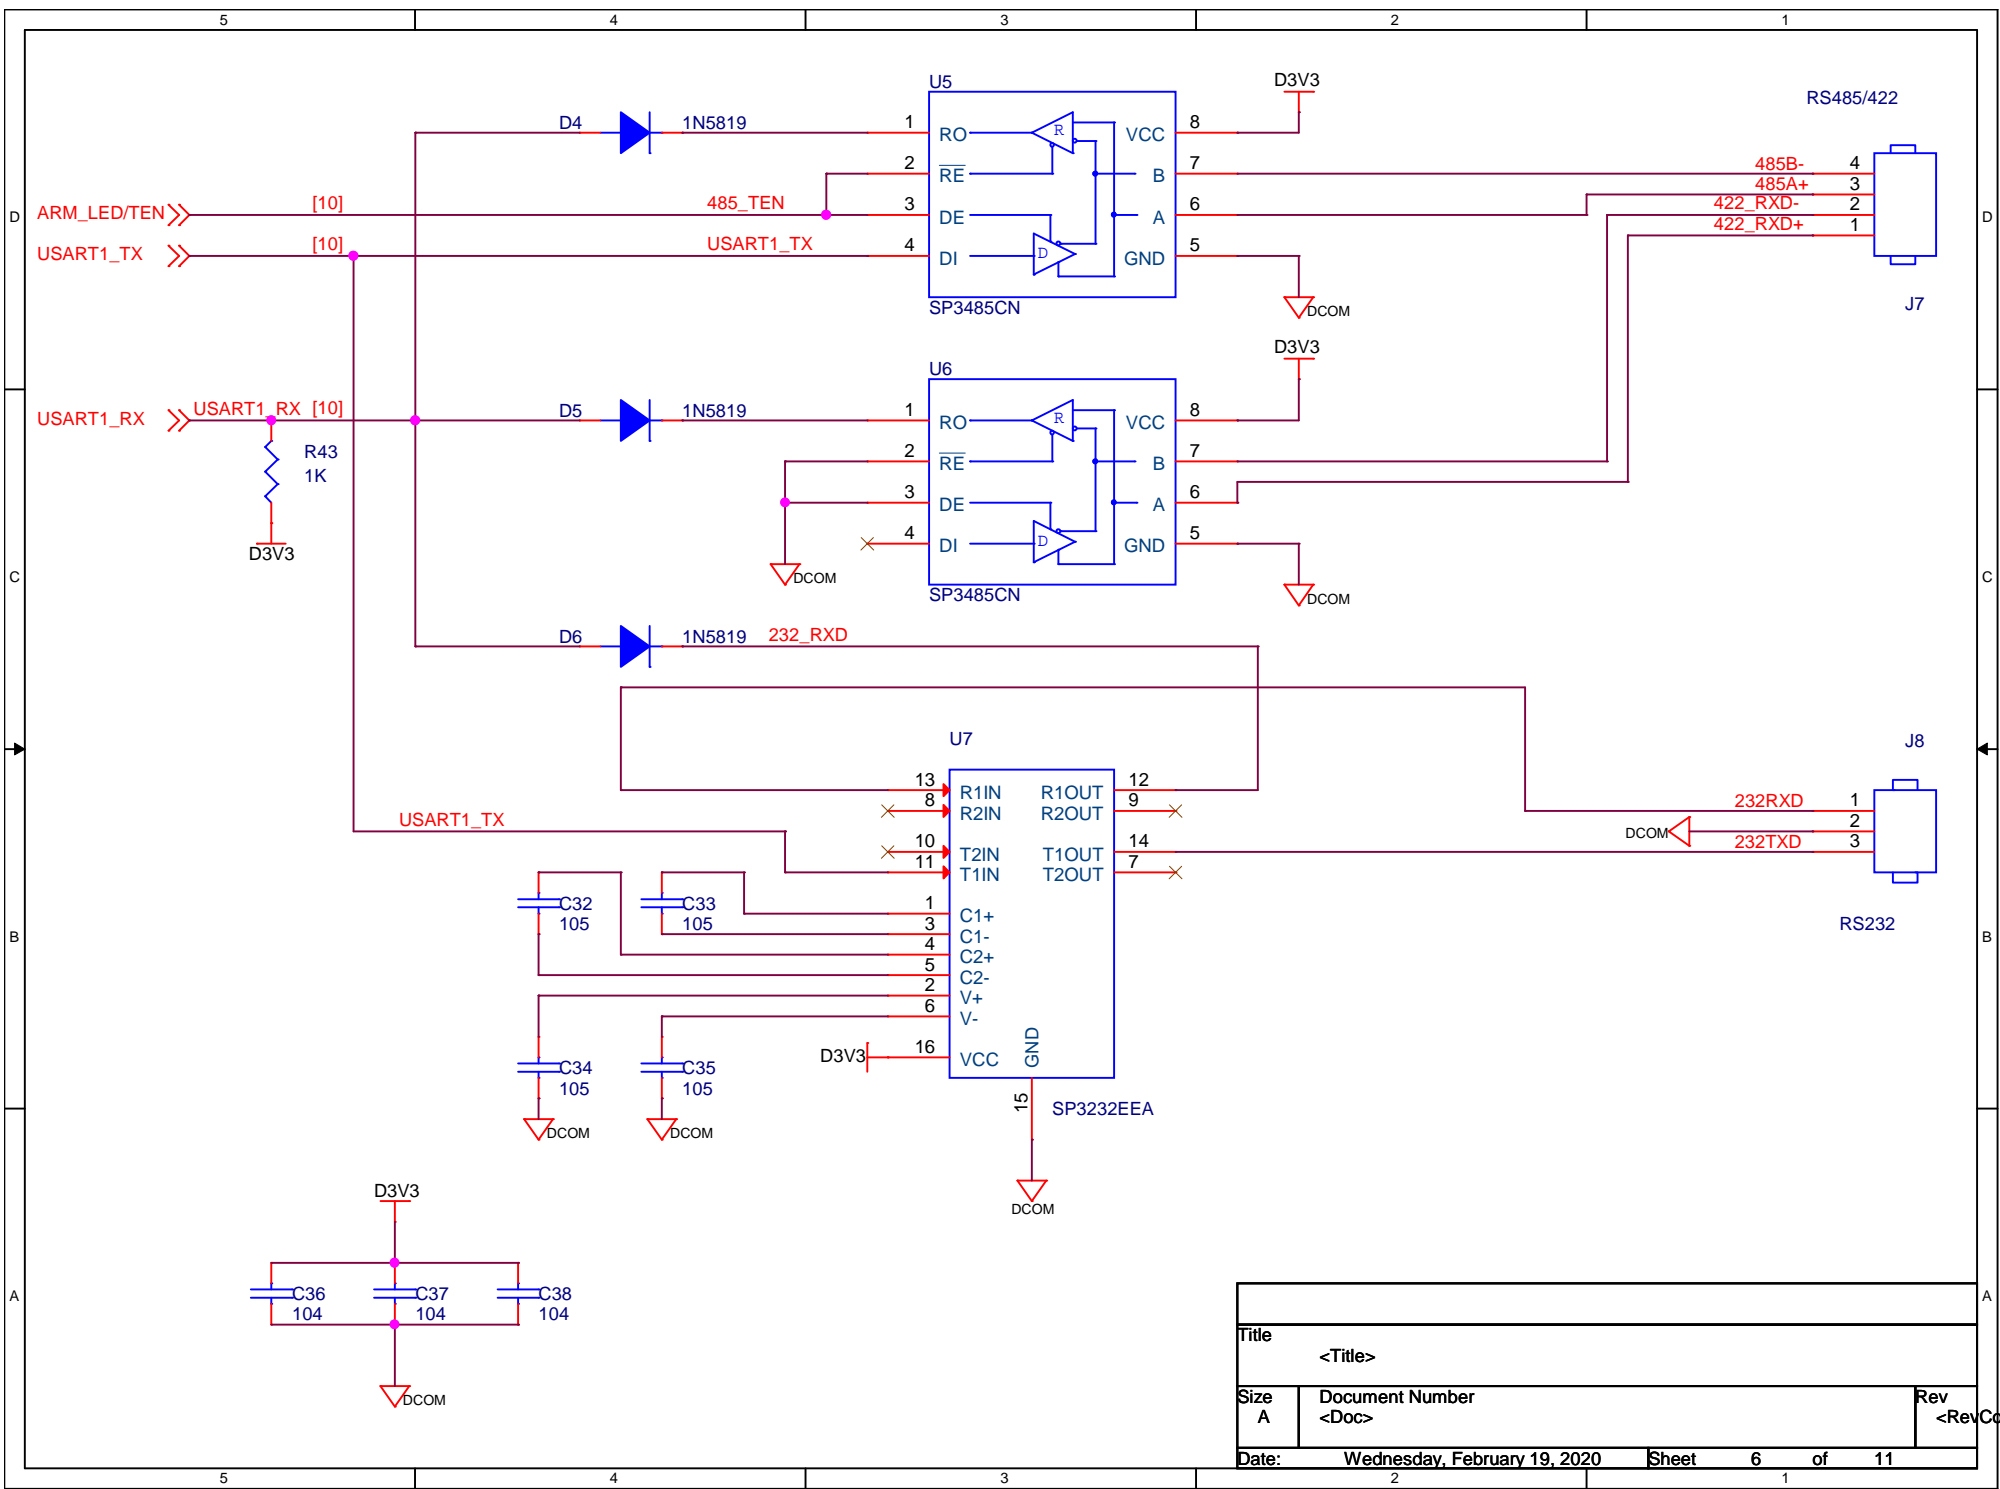 5 4 3 2 1
U5
D3V3
RS485/422
D4 1N5819
1 RO R VCC 8
2 RE B 7
485B- 4
485A+ 3
422_RXD- 2
422_RXD+ 1
D ARM_LED/TEN [10] 485_TEN 3 DE A 6 D
USART1_TX [10] USART1_TX 4 DI D GND 5
SP3485CN
DCOM
J7
D3V3
U6
USART1_RX USART1_RX [10] D5 1N5819 1 RO R VCC 8
R43
1K
2 RE B 7
3 DE A 6
D3V3
4 DI D GND 5
C DCOM C
SP3485CN
DCOM
D6 1N5819 232_RXD
U7
J8
13 R1IN R1OUT 12
8 R2IN R2OUT 9
232RXD 1
USART1_TX
DCOM 2
10 T2IN T1OUT 14
232TXD 3
11 T1IN T2OUT 7
C32 C33
105 105
1 C1+
3 C1-
RS232
B B
4 C2+
5 C2-
2 V+
6 V-
D3V3 16 VCC GND
C34 C35
105 105
15
SP3232EEA
DCOM DCOM
D3V3
DCOM
A C36 C37 C38 A
104 104 104
DCOM
Title
<Title>
Size Document Number Rev
A <Doc> <RevCo
Date: Wednesday, February 19, 2020 Sheet 6 of 11
5 4 3 2 1